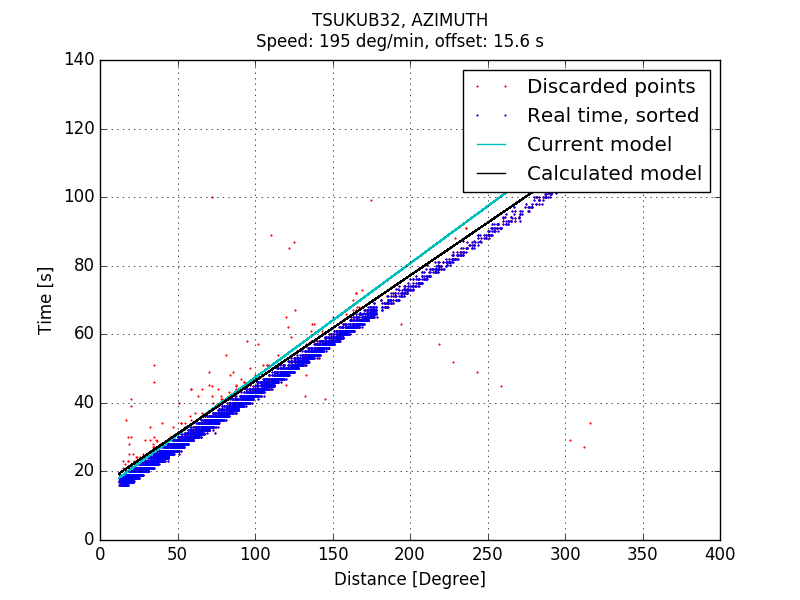 TSUKUB32, AZIMUTH
Speed: 195 deg/min, offset: 15.6 s
140
120
100
80
60
40
20
0
Time [s]
Discarded points
Real time, sorted
Current model
Calculated model
0 50 100 150 200 250 300 350 400
Distance [Degree]